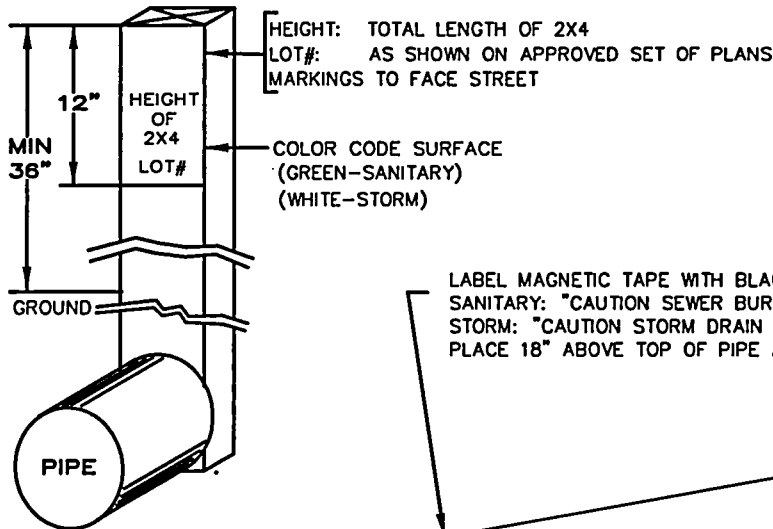 HEIGHT: TOTAL LENGTH OF 2X4
LOT#: AS SHOWN ON APPROVED SET OF PLANS
MARKINGS TO FACE STREET
12"
HEIGHT
OF
2X4
LOT#
MIN
36"
COLOR CODE SURFACE
(GREEN-SANITARY)
(WHITE-STORM)
GROUND
LABEL MAGNETIC TAPE WITH
SANITARY: "CAUTION SEWER
STORM: "CAUTION STORM DRAIN
PLACE 18" ABOVE TOP OF PIPE
PIPE